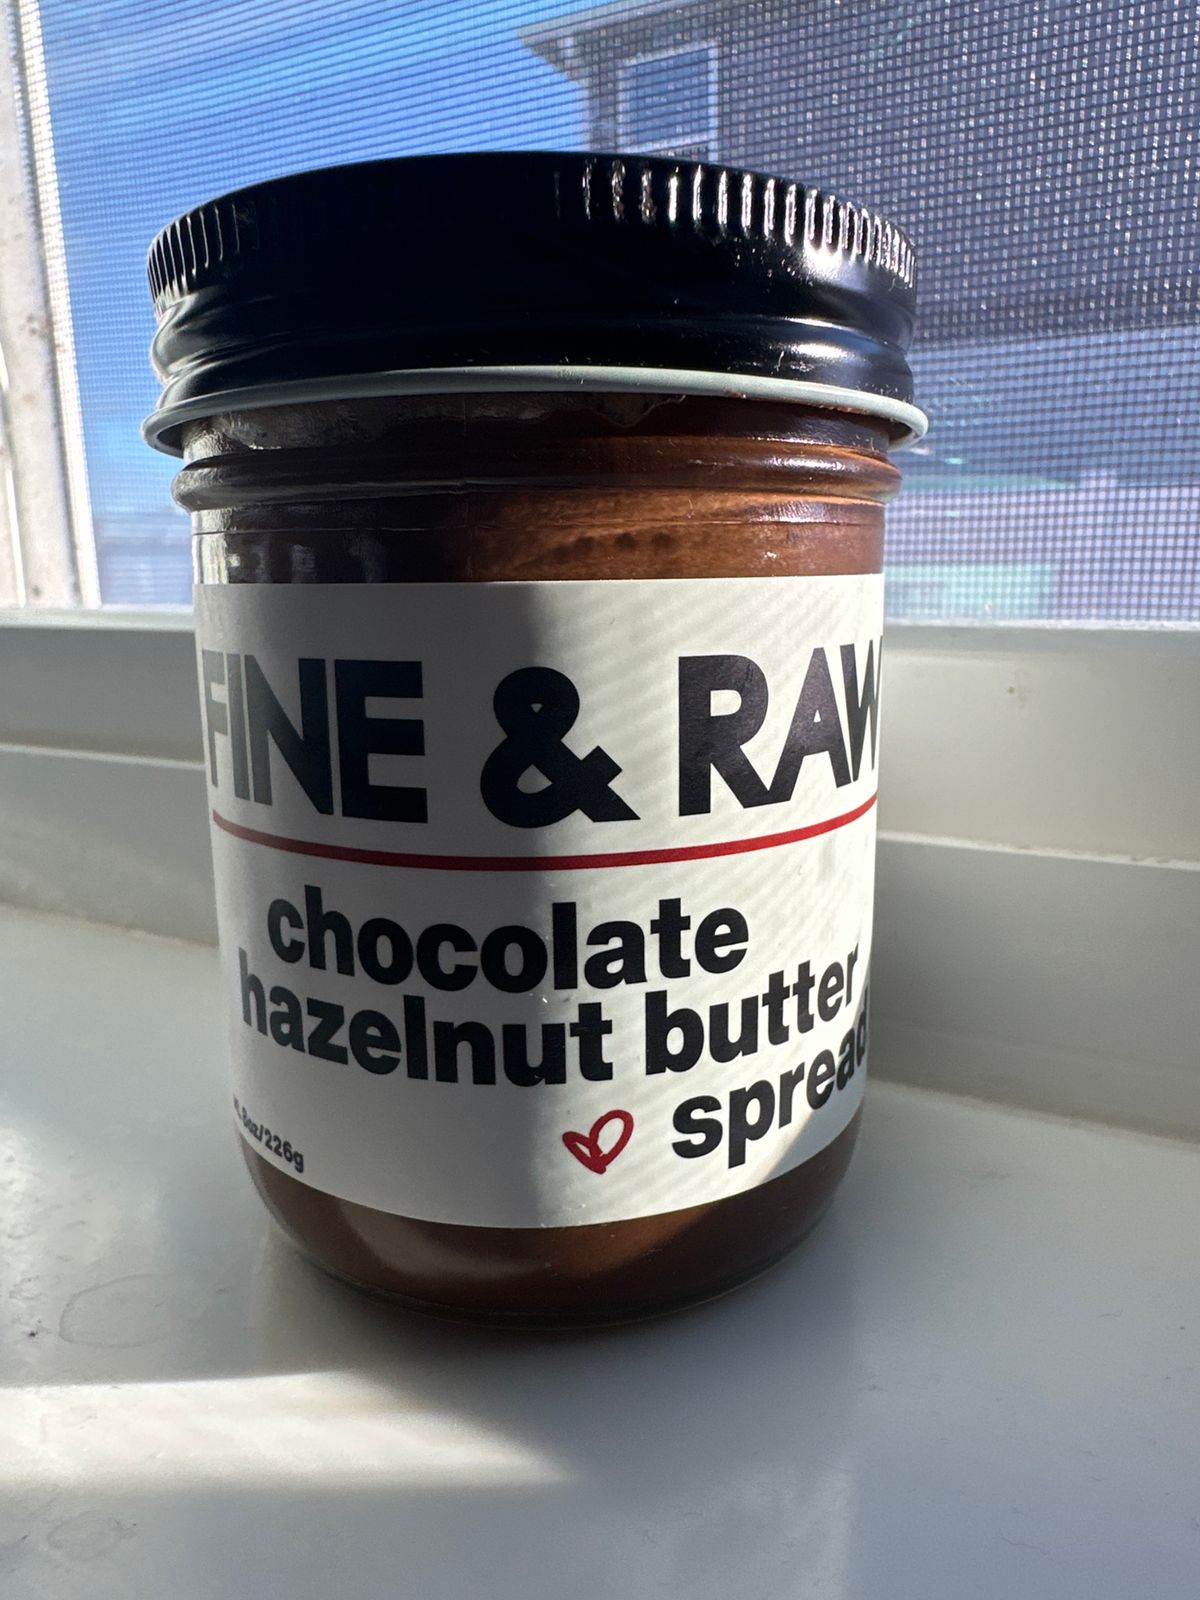 FINE & RAW
chocolate
hazelnut butter
spread
8oz/226g